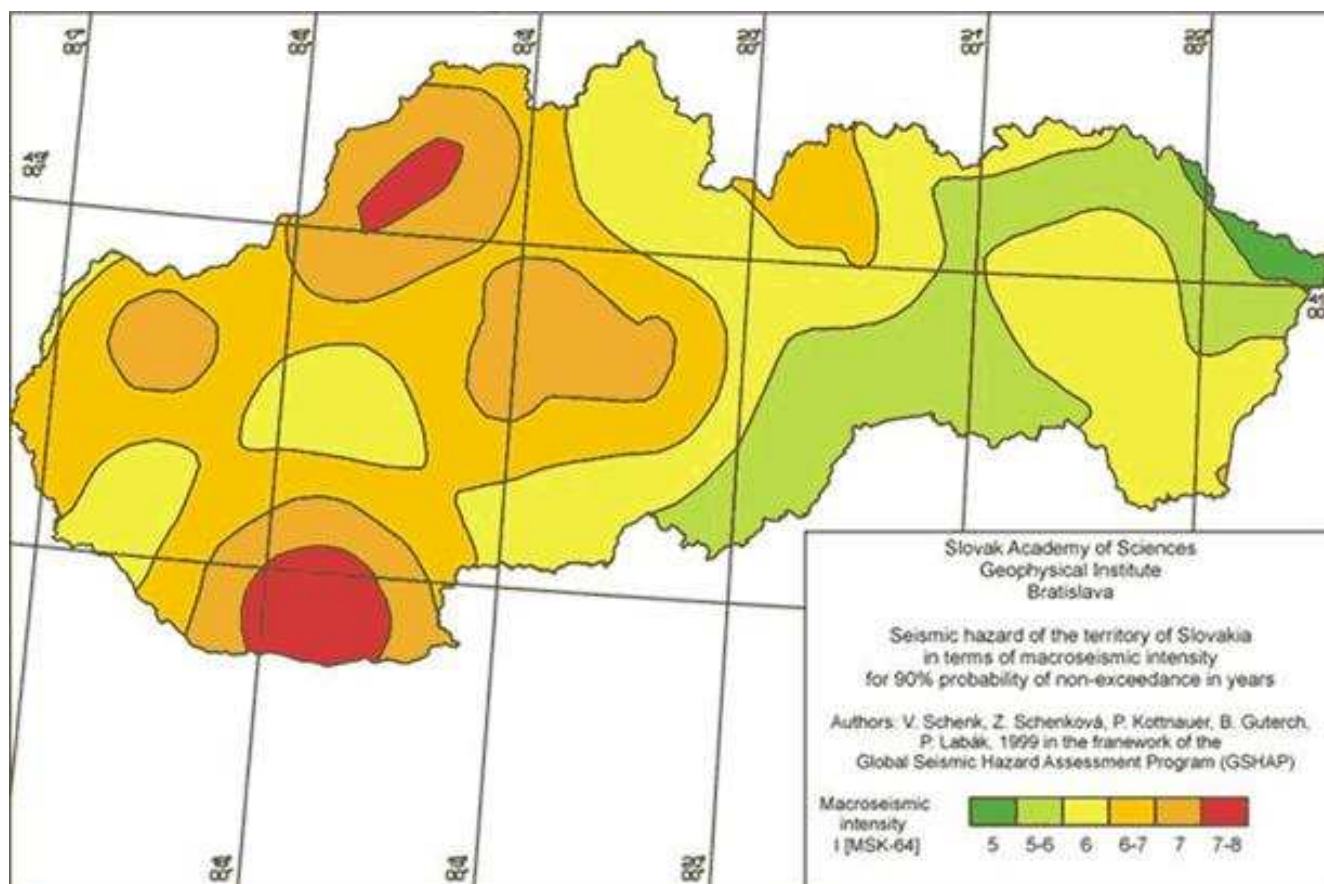 Slovak Academy of Sciences
Geophysical Institute
Bratislava
Seismic hazard of the territory of Slovakia
in terms of macroseismic intensity
for 90% probability of non-exceedance in years
Authors: V. Schenk, Z. Schenková, P. Kottnauer, B. Guterch,
P. Labák, 1999 in the franework of the
Global Seismic Hazard Assessment Program (GSHAP)
Macroseismic
intensity
I [MSK-64]
5 5-6 6 6-7 7 7-8